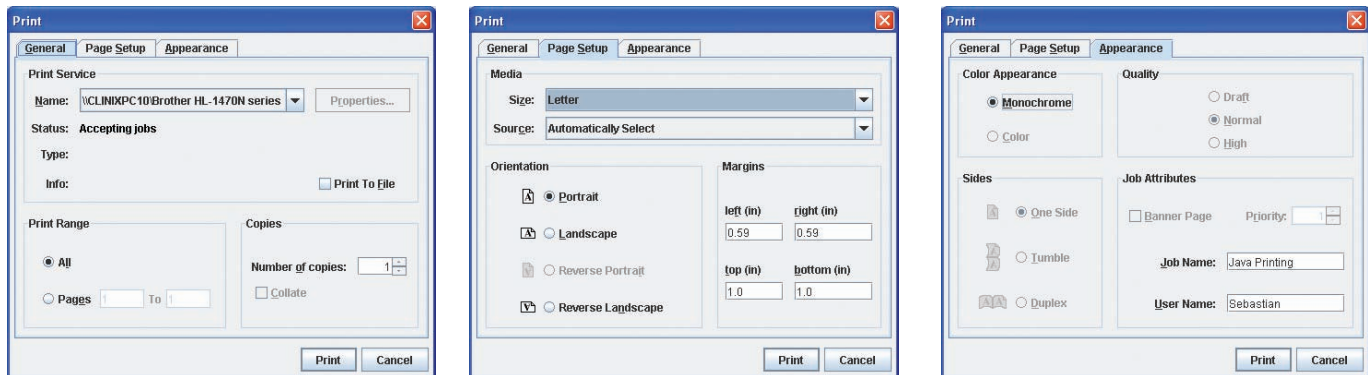 Print
General Page Setup Appearance
Print Service
Name: \\CLINIXPC10\Brother HL-1470N series Properties...
Status: Accepting jobs
Type:
Info: Print To File
Print Range
All
Pages 1 To 1
Copies
Number of copies: 1
Collate
Print Cancel
Print
General Page Setup Appearance
Media
Size: Letter
Source: Automatically Select
Orientation
Portrait
Landscape
Reverse Portrait
Reverse Landscape
Margins
left (in) right (in)
0.59 0.59
top (in) bottom (in)
1.0 1.0
Print Cancel
Print
General Page Setup Appearance
Color Appearance
Monochrome
Color
Quality
Draft
Normal
High
Sides
One Side
Tumble
Duplex
Job Attributes
Banner Page Priority: 1
Job Name: Java Printing
User Name: Sebastian
Print Cancel